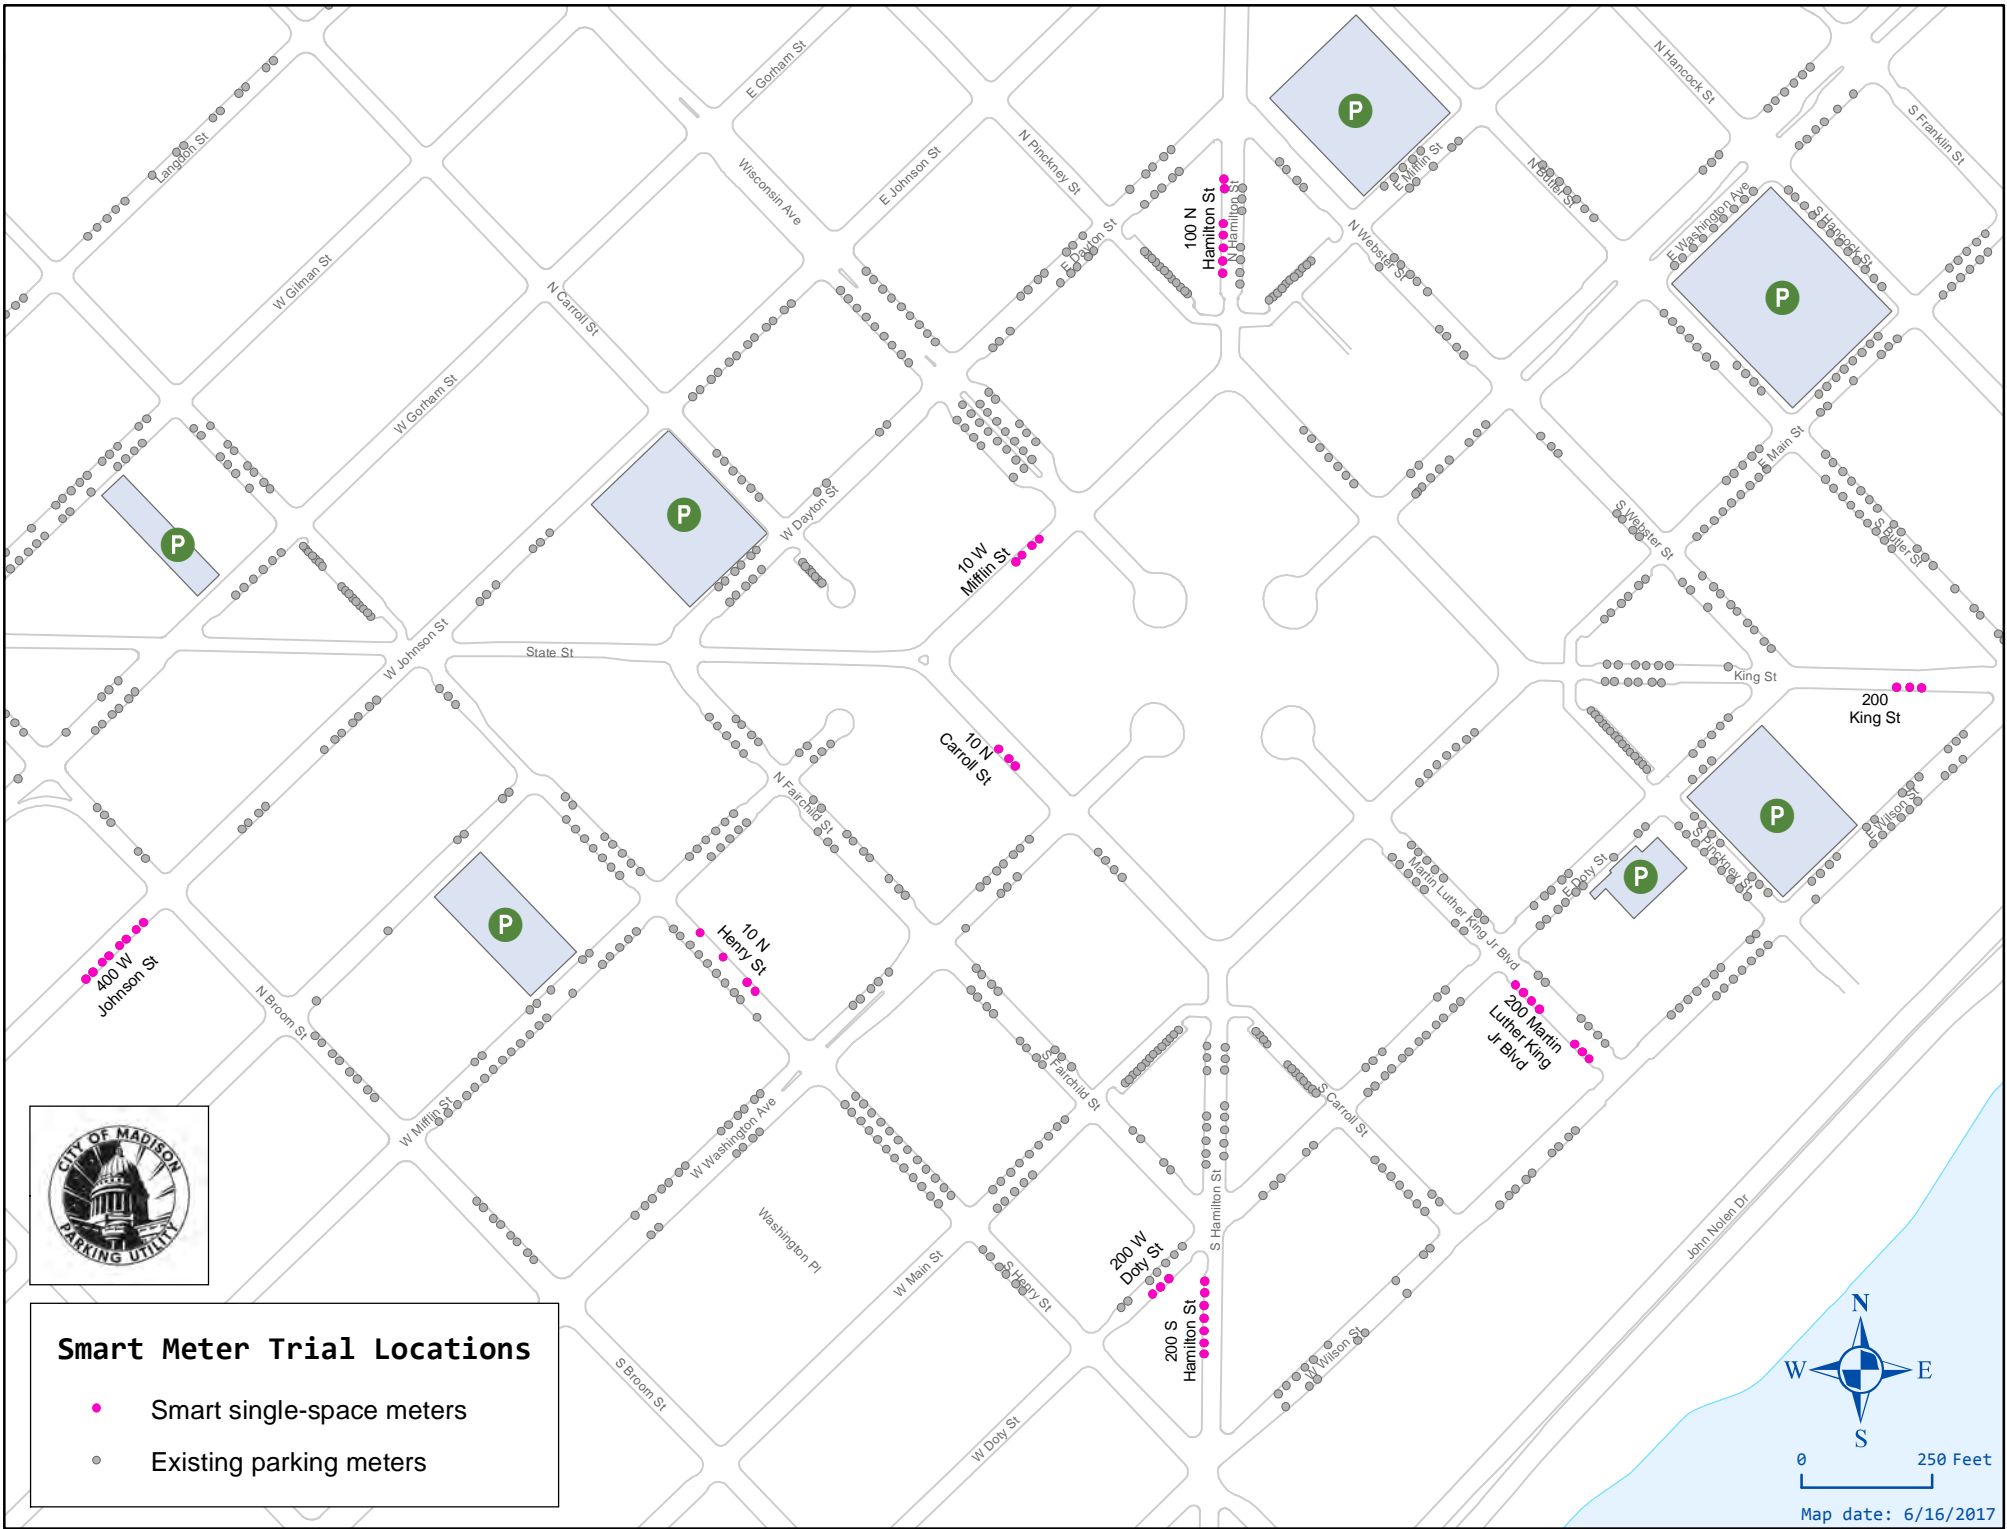 E Gorham St
N Hancock St
S Franklin St
Langdon St
Wisconsin Ave
E Johnson St
N Pinckney St
P
E Mifflin St
N Butler St
100 N
Hamilton St
N Hamilton St
E Dayton St
N Webster St
E Washington Ave
S Hancock St
P
W Gilman St
N Carroll St
W Gorham St
E Main St
P
P
W Dayton St
10 W
Mifflin St
S Webster St
S Butler St
W Johnson St
State St
King St
200
King St
10 N
Carroll St
N Fairchild St
P
E Wilson St
S Pinckney St
E Doty St
P
Martin Luther King Jr Blvd
P
10 N
Henry St
400 W
Johnson St
N Broom St
200 Martin
Luther King
Jr Blvd
S Fairchild St
S Carroll St
W Mifflin St
W Washington Ave
CITY OF MADISON
PARKING UTILITY
Washington Pl
W Main St
S Henry St
200 W
Doty St
S Hamilton St
200 S
Hamilton St
John Nolen Dr
W Wilson St
S Broom St
W Doty St
Smart Meter Trial Locations
Smart single-space meters
Existing parking meters
N
W E
S
0 250 Feet
Map date: 6/16/2017